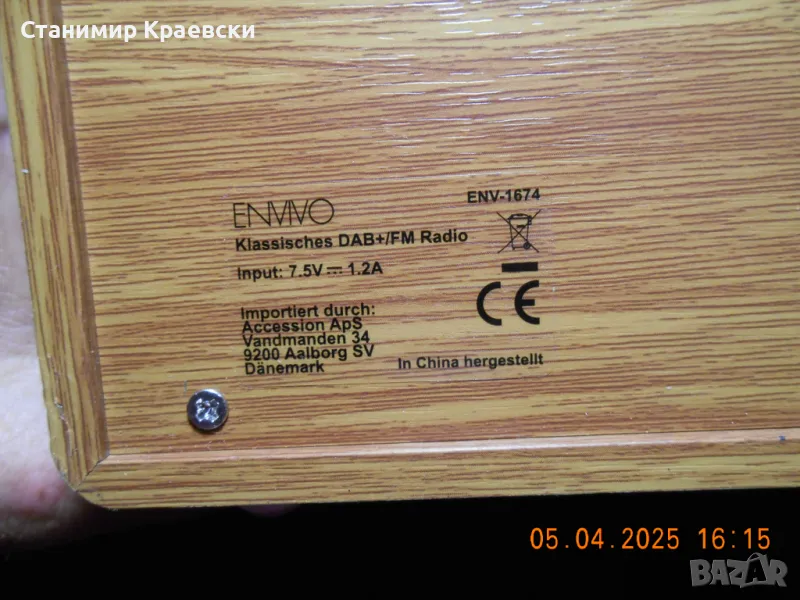 Станимир Краевски
ENVIVO
ENV-1674
Klassisches DAB+/FM Radio
Input: 7.5V⎓1.2A
CE
Importiert durch:
Accession ApS
Vandmanden 34
9200 Aalborg SV
Dänemark
In China hergestellt
05.04.2025 16:15
BAZAR